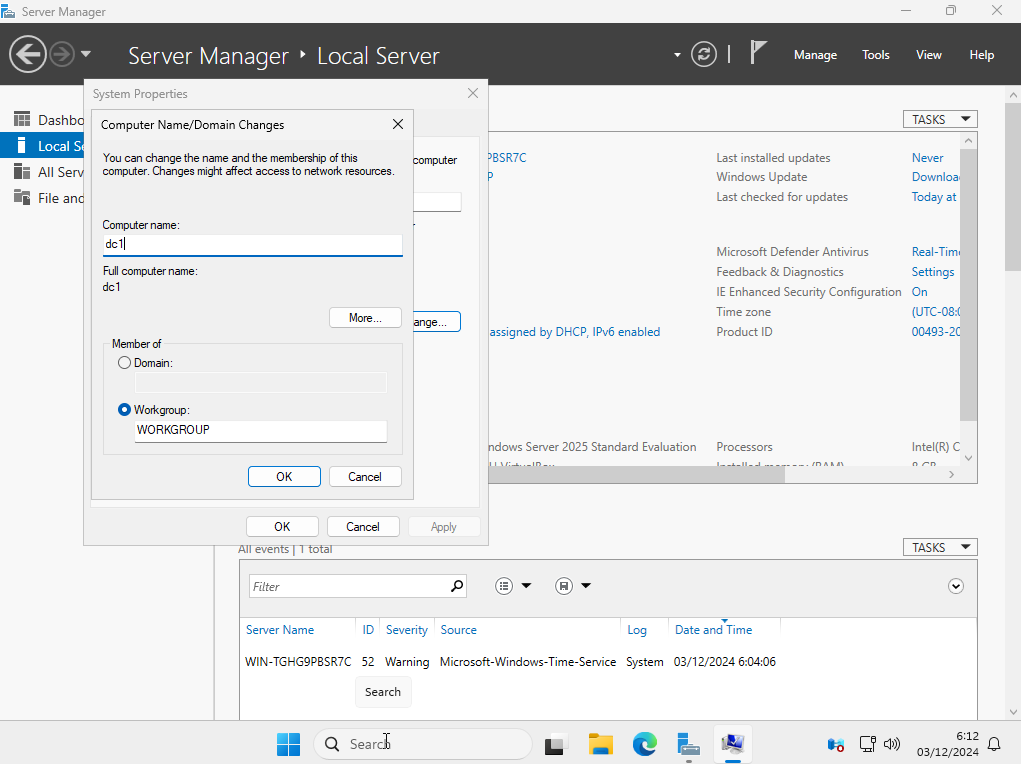 Server Manager
Server Manager
Local Server
Manage
Tools
View
Help
System Properties
Computer Name/Domain Changes
You can change the name and the membership of this
computer. Changes might affect access to network resources.
Computer name:
dc1
Full computer name:
dc1
More...
Member of
Domain:
Workgroup:
WORKGROUP
OK
Cancel
OK
Cancel
Apply
Dashbo
Local Se
All Serv
File and
computer
ange...
TASKS
PBSR7C
P
assigned by DHCP, IPv6 enabled
ndows Server 2025 Standard Evaluation
Last installed updates Never
Windows Update Downloa
Last checked for updates Today at
Microsoft Defender Antivirus Real-Time
Feedback & Diagnostics Settings
IE Enhanced Security Configuration On
Time zone (UTC-08:0
Product ID 00493-20
Processors Intel(R) C
Installed memory (RAM) 8 GB
All events | 1 total
TASKS
Filter
Server Name ID Severity Source Log Date and Time
WIN-TGHG9PBSR7C 52 Warning Microsoft-Windows-Time-Service System 03/12/2024 6:04:06
Search
Search
6:12
03/12/2024